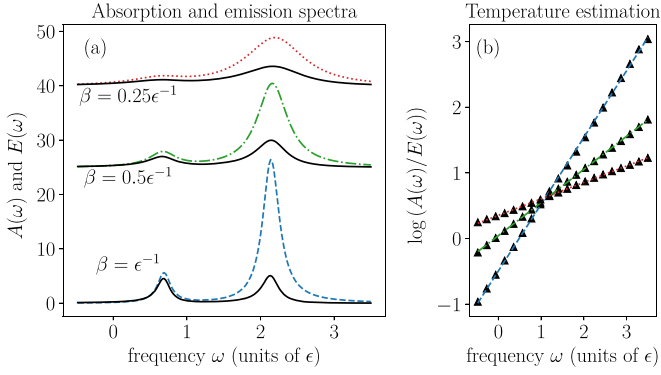 Absorption and emission spectra
(a)
A(ω) and E(ω)
50
40
30
20
10
0
β = 0.25ϵ⁻¹
β = 0.5ϵ⁻¹
β = ϵ⁻¹
0 1 2 3
frequency ω (units of ϵ)
Temperature estimation
(b)
log (A(ω)/E(ω))
3
2
1
0
−1
0 1 2 3
frequency ω (units of ϵ)